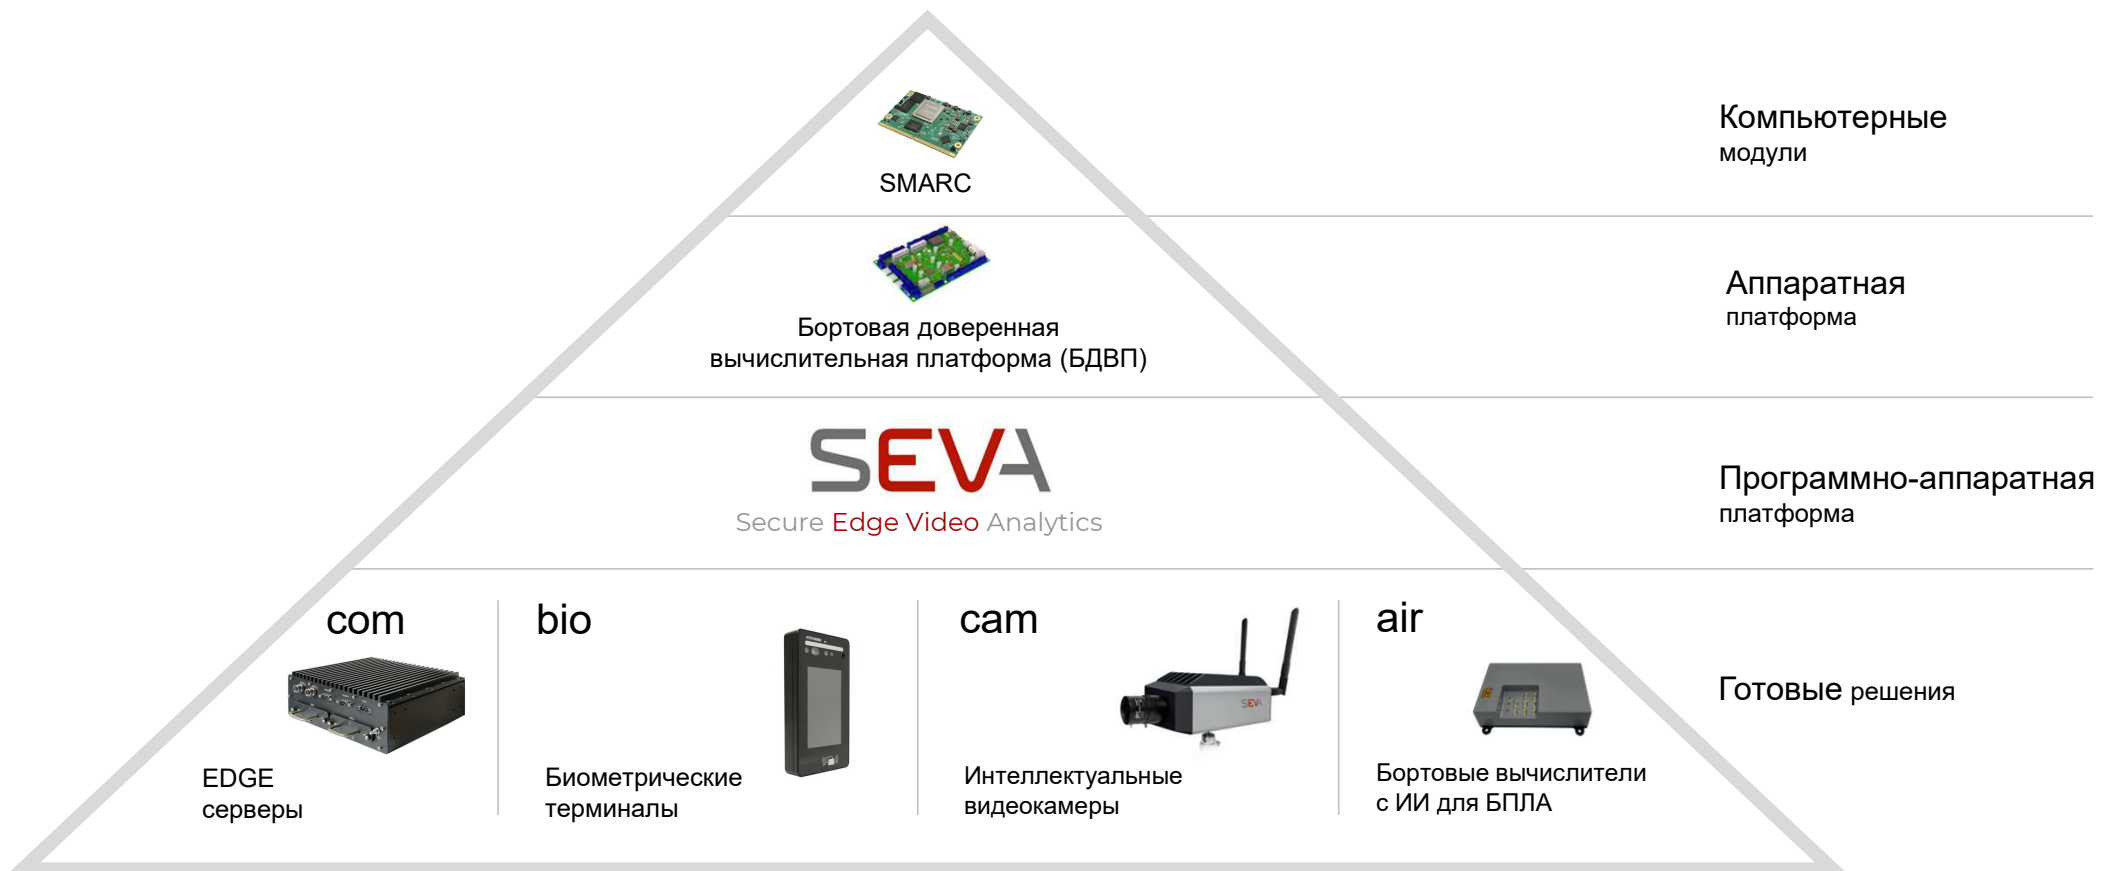 Компьютерные
модули
SMARC
Аппаратная
платформа
Бортовая доверенная
вычислительная платформа (БДВП)
SEVA
Secure Edge Video Analytics
Программно-аппаратная
платформа
com
bio
cam
air
SEVA
Готовые решения
EDGE
серверы
Биометрические
терминалы
Интеллектуальные
видеокамеры
Бортовые вычислители
с ИИ для БПЛА